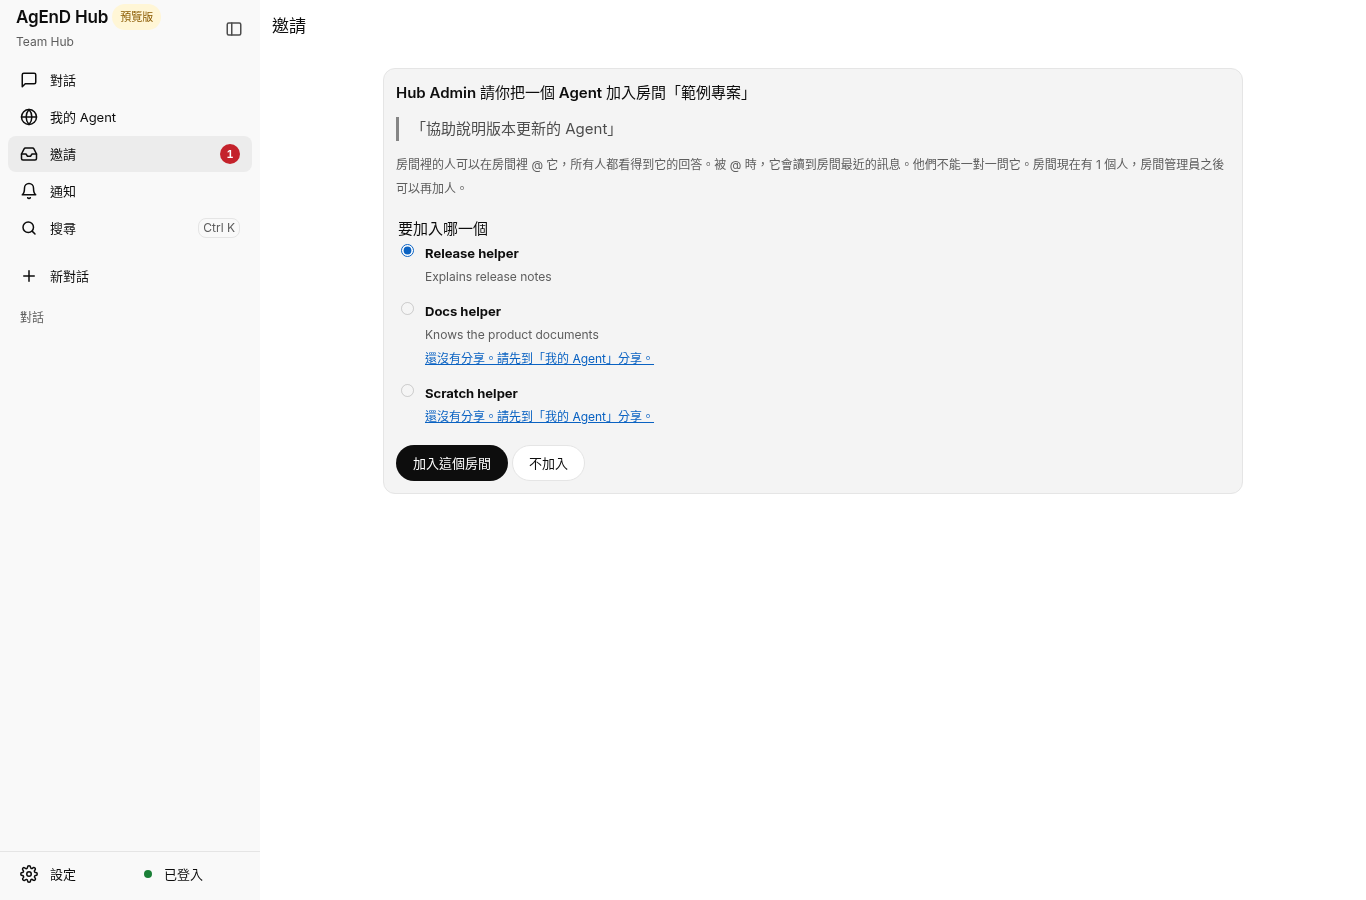 AgEnD Hub 預覽版
Team Hub
對話
我的 Agent
邀請 1
通知
搜尋 Ctrl K
新對話
對話
設定 已登入
邀請
Hub Admin 請你把一個 Agent 加入房間「範例專案」
「協助說明版本更新的 Agent」
房間裡的人可以在房間裡 @ 它，所有人都看得到它的回答。被 @ 時，它會讀到房間最近的訊息。他們不能一對一問它。房間現在有 1 個人，房間管理員之後
可以再加人。
要加入哪一個
Release helper
Explains release notes
Docs helper
Knows the product documents
還沒有分享。請先到「我的 Agent」分享。
Scratch helper
還沒有分享。請先到「我的 Agent」分享。
加入這個房間 不加入